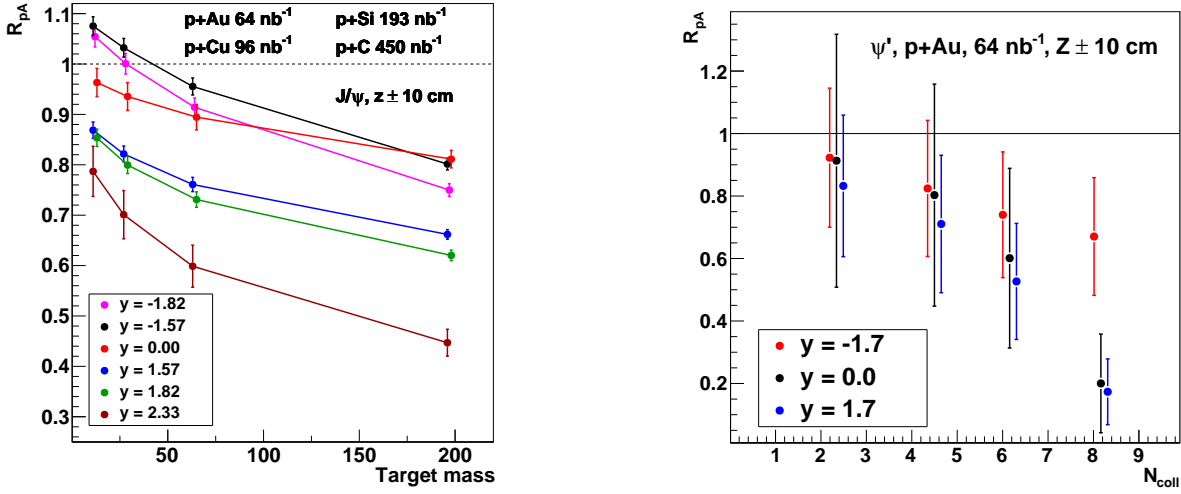 R_pA
1.1
1
0.9
0.8
0.7
0.6
0.5
0.4
0.3
p+Au 64 nb⁻¹ p+Si 193 nb⁻¹
p+Cu 96 nb⁻¹ p+C 450 nb⁻¹
J/ψ, z ± 10 cm
y = -1.82
y = -1.57
y = 0.00
y = 1.57
y = 1.82
y = 2.33
50 100 150 200
Target mass
R_pA
1.2
1
0.8
0.6
0.4
0.2
ψ', p+Au, 64 nb⁻¹, Z ± 10 cm
y = -1.7
y = 0.0
y = 1.7
1 2 3 4 5 6 7 8 9
N_coll